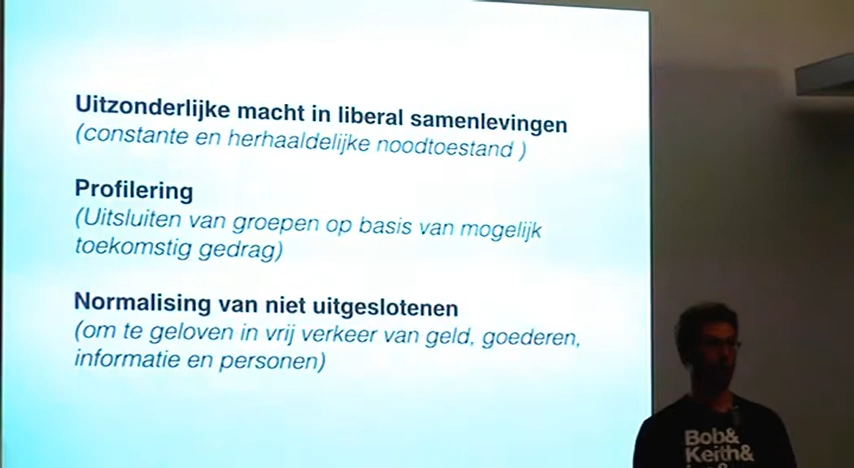 Uitzonderlijke macht in liberal samenlevingen
(constante en herhaaldelijke noodtoestand )
Profilering
(Uitsluiten van groepen op basis van mogelijk
toekomstig gedrag)
Normalising van niet uitgeslotenen
(om te geloven in vrij verkeer van geld, goederen,
informatie en personen)
Bob&
Keith&